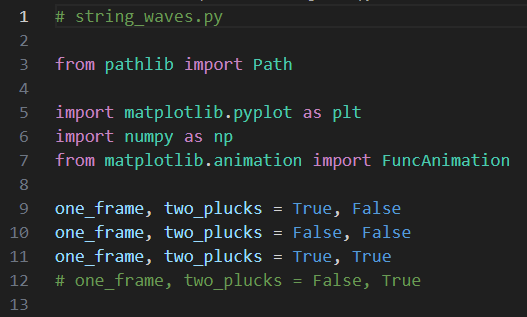 1 # string_waves.py
2
3 from pathlib import Path
4
5 import matplotlib.pyplot as plt
6 import numpy as np
7 from matplotlib.animation import FuncAnimation
8
9 one_frame, two_plucks = True, False
10 one_frame, two_plucks = False, False
11 one_frame, two_plucks = True, True
12 # one_frame, two_plucks = False, True
13